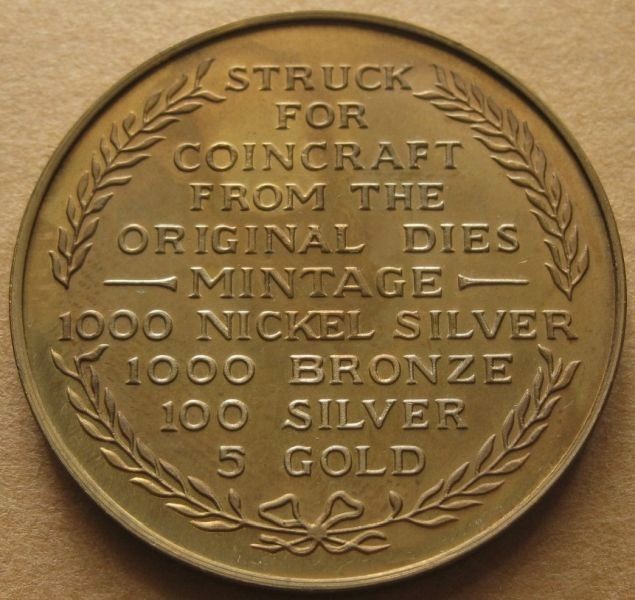 STRUCK
FOR
COINCRAFT
FROM THE
ORIGINAL DIES
MINTAGE
1000 NICKEL SILVER
1000 BRONZE
100 SILVER
5 GOLD